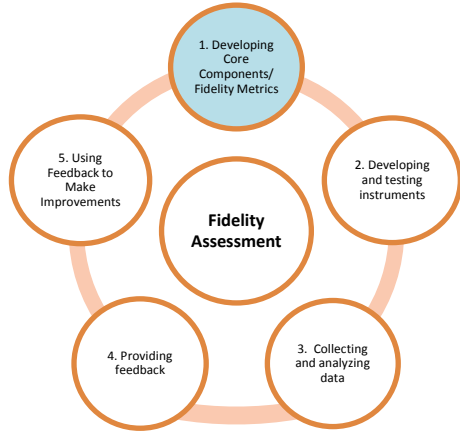 1. Developing
Core
Components/
Fidelity Metrics
2. Developing
and testing
instruments
3. Collecting
and analyzing
data
4. Providing
feedback
5. Using
Feedback to
Make
Improvements
Fidelity
Assessment